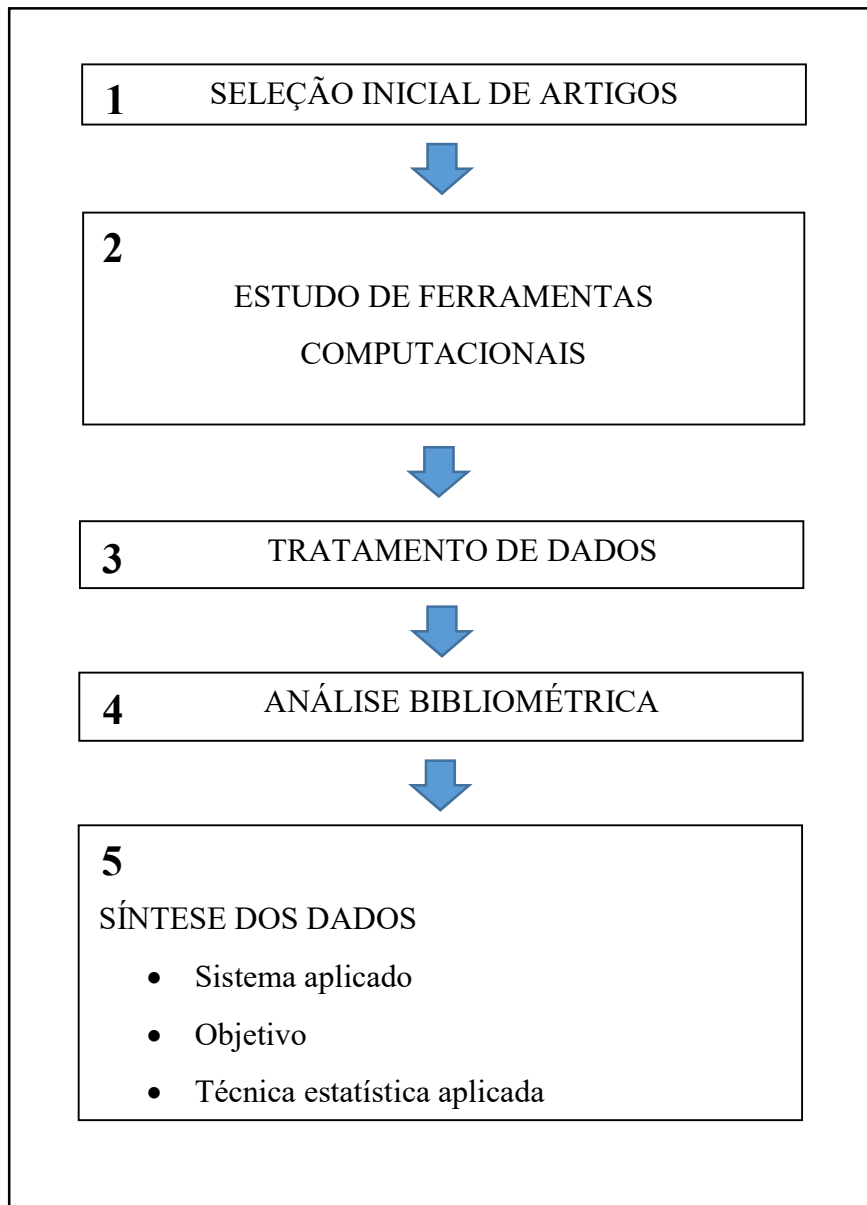 1 SELEÇÃO INICIAL DE ARTIGOS
2
ESTUDO DE FERRAMENTAS
COMPUTACIONAIS
3 TRATAMENTO DE DADOS
4 ANÁLISE BIBLIOMÉTRICA
5
SÍNTESE DOS DADOS
• Sistema aplicado
• Objetivo
• Técnica estatística aplicada